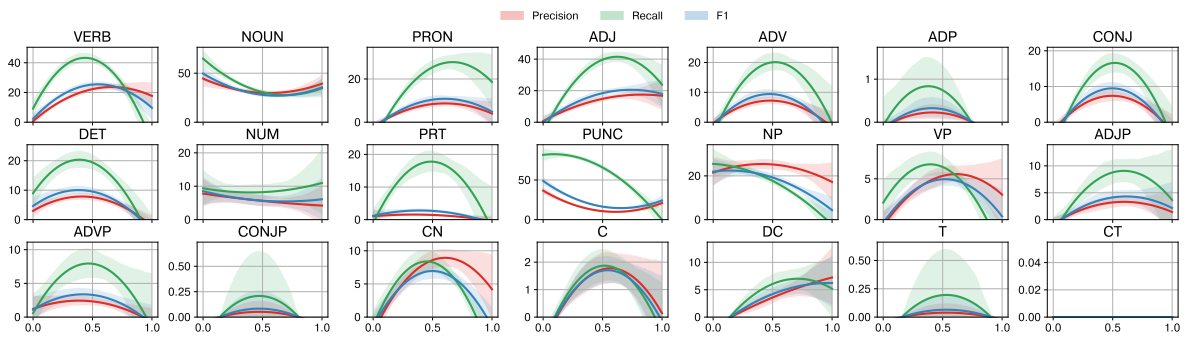 Precision Recall F1
VERB NOUN PRON ADJ ADV ADP CONJ
40 20 0
50
20 0
40 20 0
20 10 0
1 0
20 10 0
DET NUM PRT PUNC NP VP ADJP
20 10 0
20 10 0
20 10 0
50 0
20 0
5 0
10 5 0
ADVP CONJP CN C DC T CT
10 5 0
0.50 0.25 0.00
10 5 0
2 1 0
10 5 0
0.50 0.25 0.00
0.04 0.02 0.00
0.0 0.5 1.0 0.0 0.5 1.0 0.0 0.5 1.0 0.0 0.5 1.0 0.0 0.5 1.0 0.0 0.5 1.0 0.0 0.5 1.0